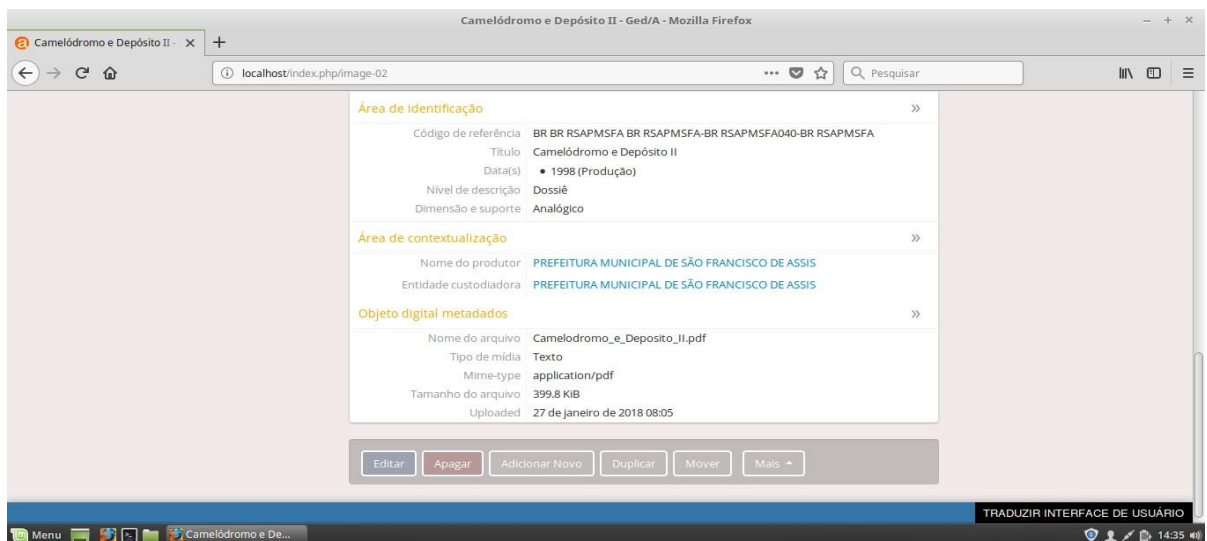 Camelódromo e Depósito II - Ged/A - Mozilla Firefox
Camelódromo e Depósito II -
localhost/index.php/image-02
Pesquisar
Área de identificação
Código de referência BR BR RSAPMSFA BR RSAPMSFA-BR RSAPMSFA040-BR RSAPMSFA
Título Camelódromo e Depósito II
Data(s) • 1998 (Produção)
Nível de descrição Dossiê
Dimensão e suporte Analógico
Área de contextualização
Nome do produtor PREFEITURA MUNICIPAL DE SÃO FRANCISCO DE ASSIS
Entidade custodiadora PREFEITURA MUNICIPAL DE SÃO FRANCISCO DE ASSIS
Objeto digital metadados
Nome do arquivo Camelodromo_e_Deposito_II.pdf
Tipo de mídia Texto
Mime-type application/pdf
Tamanho do arquivo 399.8 KiB
Uploaded 27 de janeiro de 2018 08:05
Editar Apagar Adicionar Novo Duplicar Mover Mais
TRADUZIR INTERFACE DE USUÁRIO
Menu Camelódromo e De... 14:35